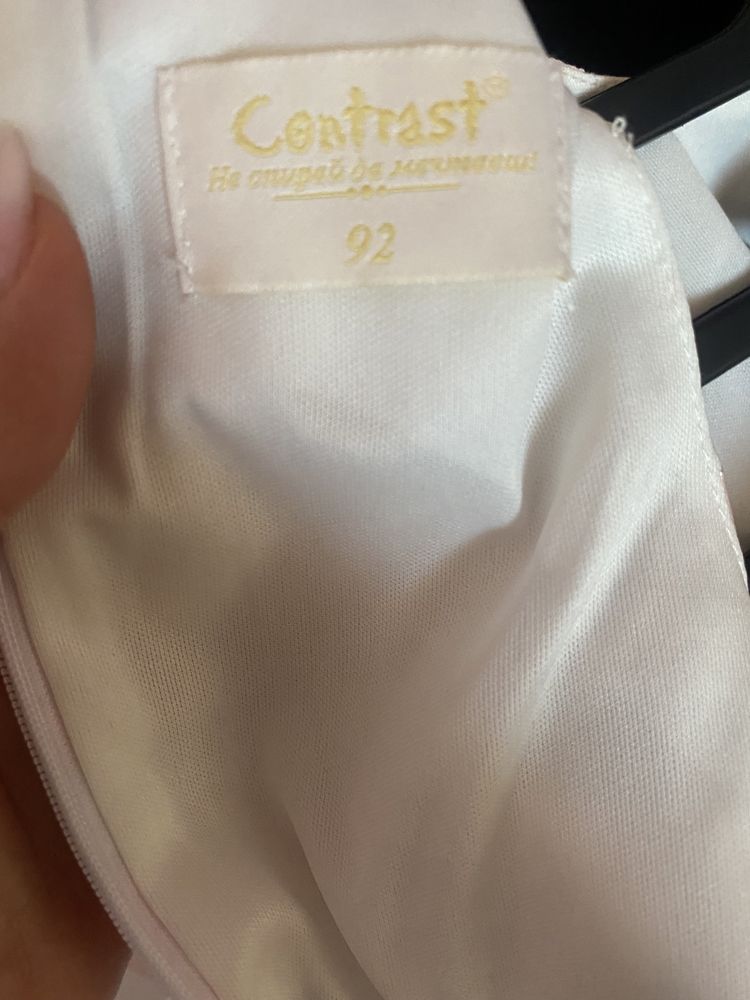 Contrast®
Не спирай да мечтаеш!
92